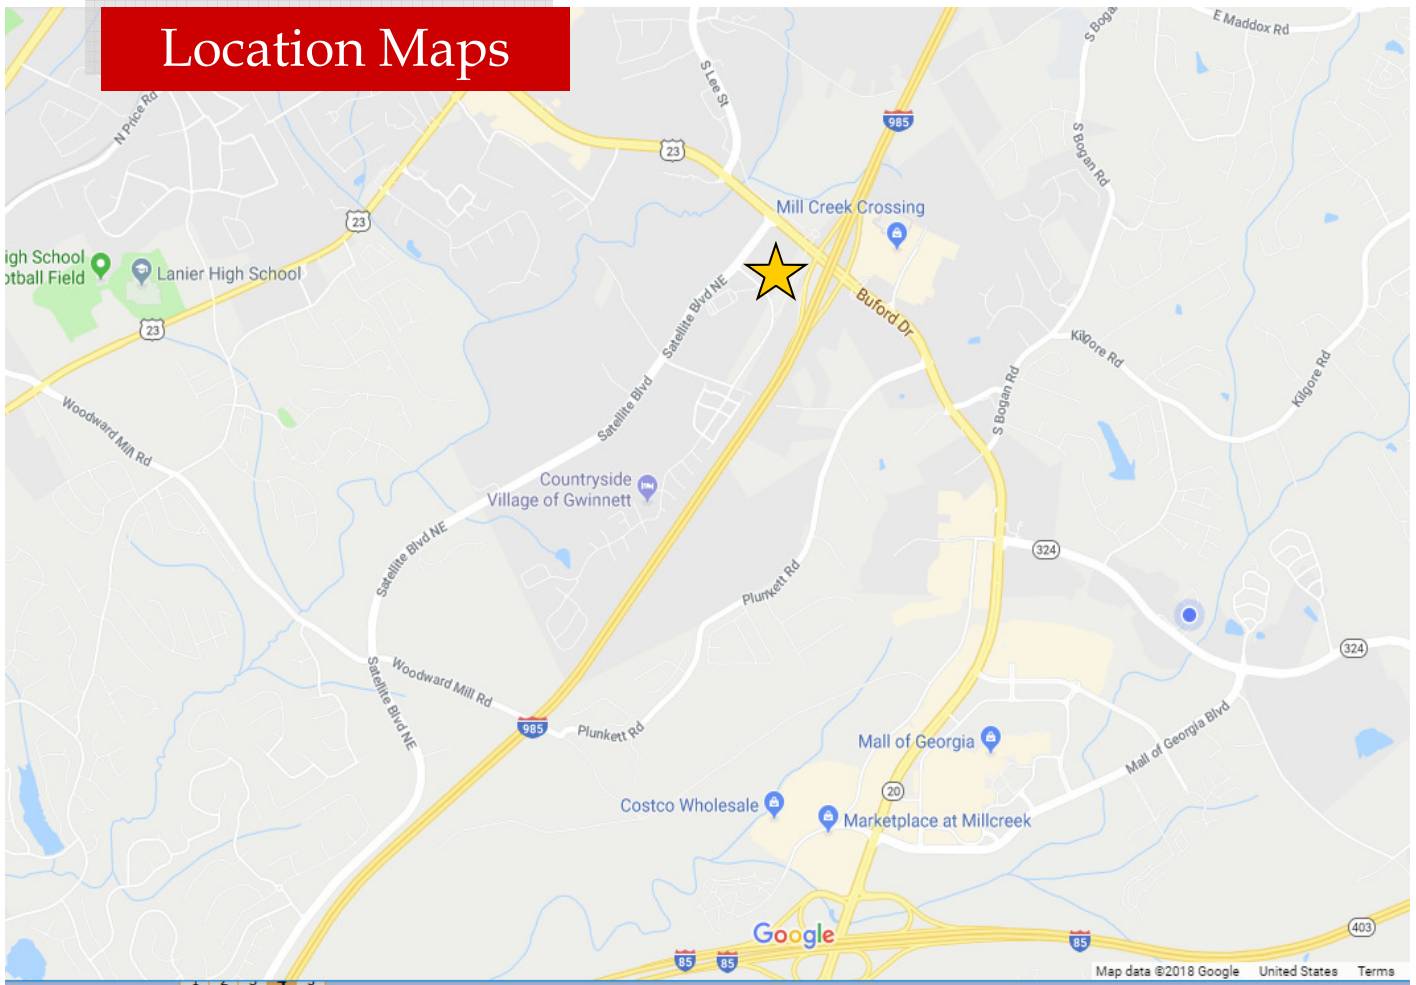 Location Maps
E Maddox Rd
S Bogan
S Lee St
N Price Rd
985
23
S Bogan Rd
Mill Creek Crossing
23
igh School
otball Field
Lanier High School
23
Satellite Blvd NE
Buford Dr
Kilgore Rd
Kilgore Rd
S Bogan Rd
Satellite Blvd
Woodward Mill Rd
Countryside
Village of Gwinnett
Satellite Blvd NE
324
Plunkett Rd
324
Woodward Mill Rd
Satellite Blvd NE
985
Plunkett Rd
Mall of Georgia
Mall of Georgia Blvd
20
Costco Wholesale
Marketplace at Millcreek
403
Google
85
85
85
Map data ©2018 Google United States Terms